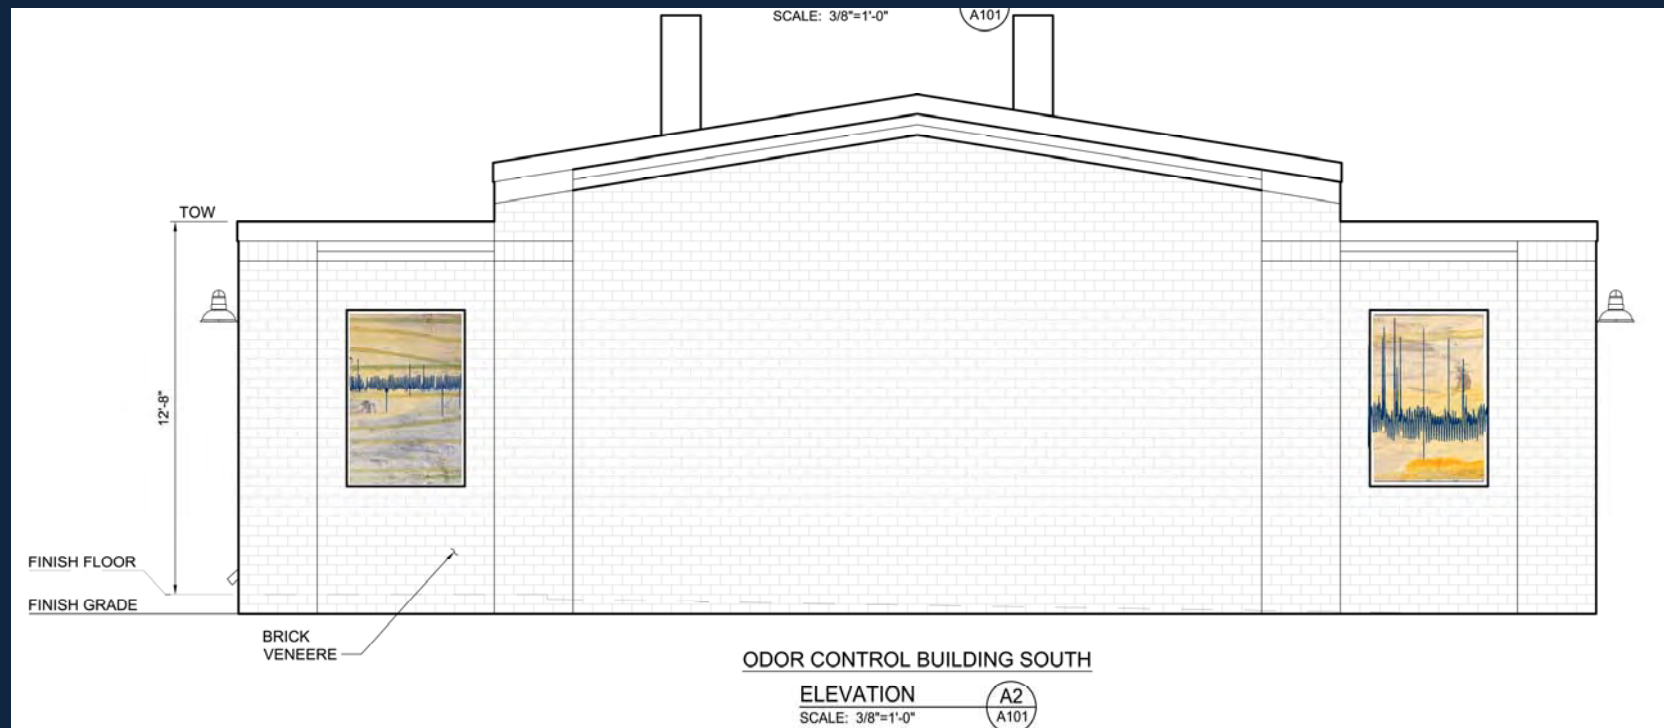 SCALE: 3/8"=1'-0"
A101
TOW
12'-8"
FINISH FLOOR
FINISH GRADE
BRICK
VENEERE
ODOR CONTROL BUILDING SOUTH
ELEVATION
A2
SCALE: 3/8"=1'-0"
A101